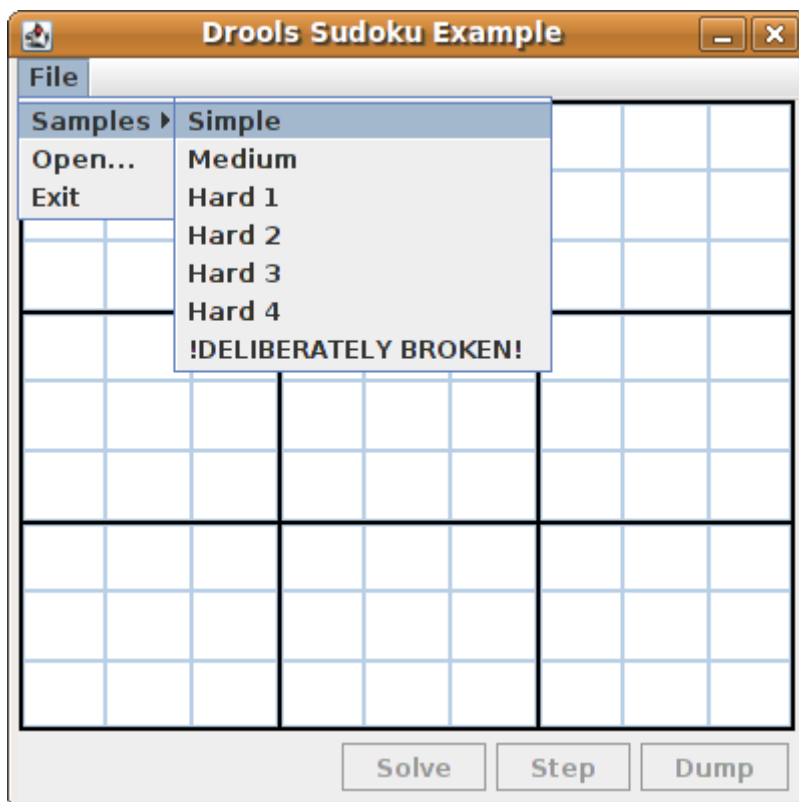 Drools Sudoku Example
File
Samples
Open...
Exit
Simple
Medium
Hard 1
Hard 2
Hard 3
Hard 4
!DELIBERATELY BROKEN!
Solve
Step
Dump